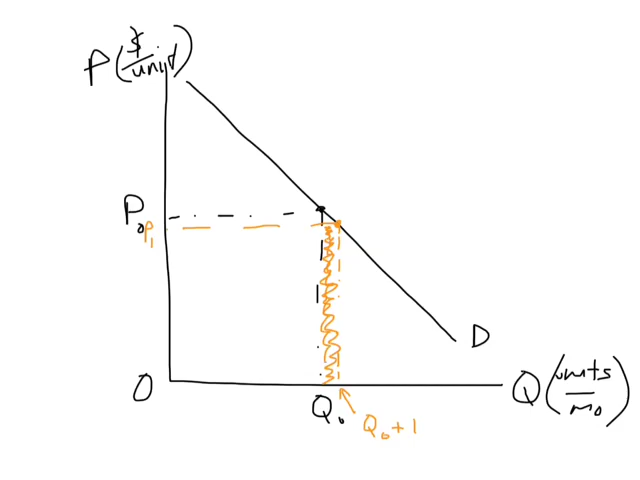 P ($/unit)
P₀
P₁
D
O
Q (units/mo)
Q₀
Q₀+1